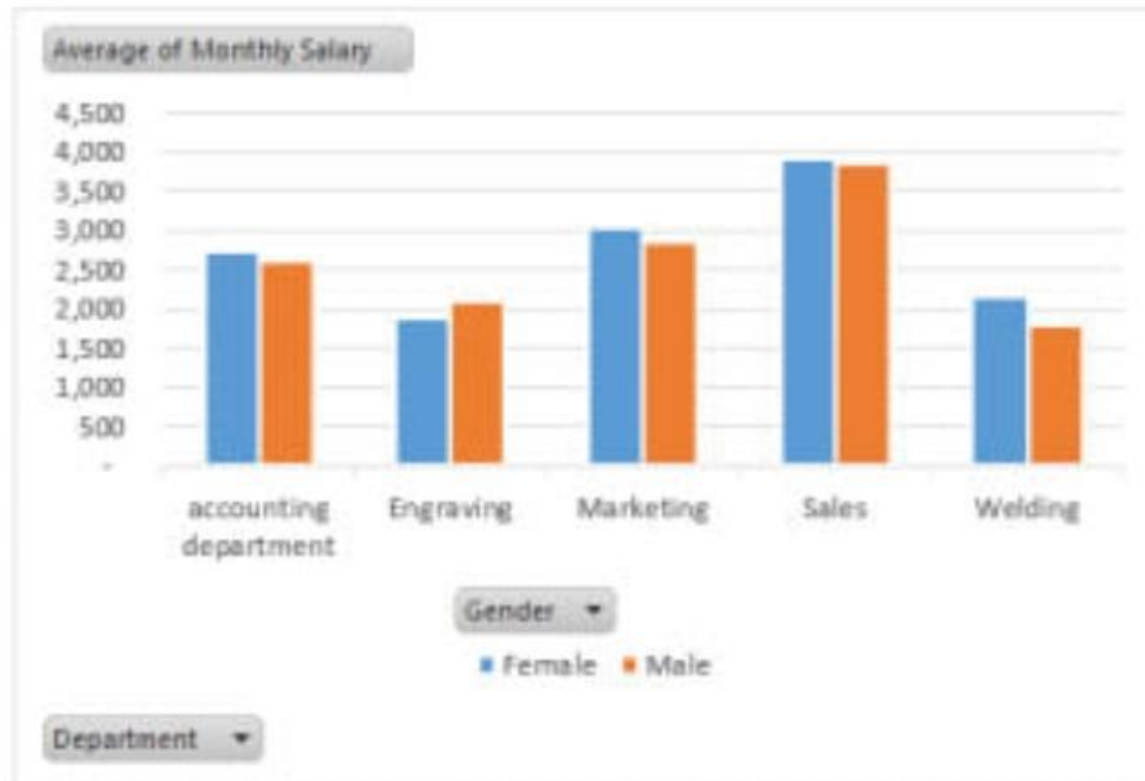 Average of Monthly Salary
4,500
4,000
3,500
3,000
2,500
2,000
1,500
1,000
500
-
accounting department
Engraving
Marketing
Sales
Welding
Gender
Female
Male
Department